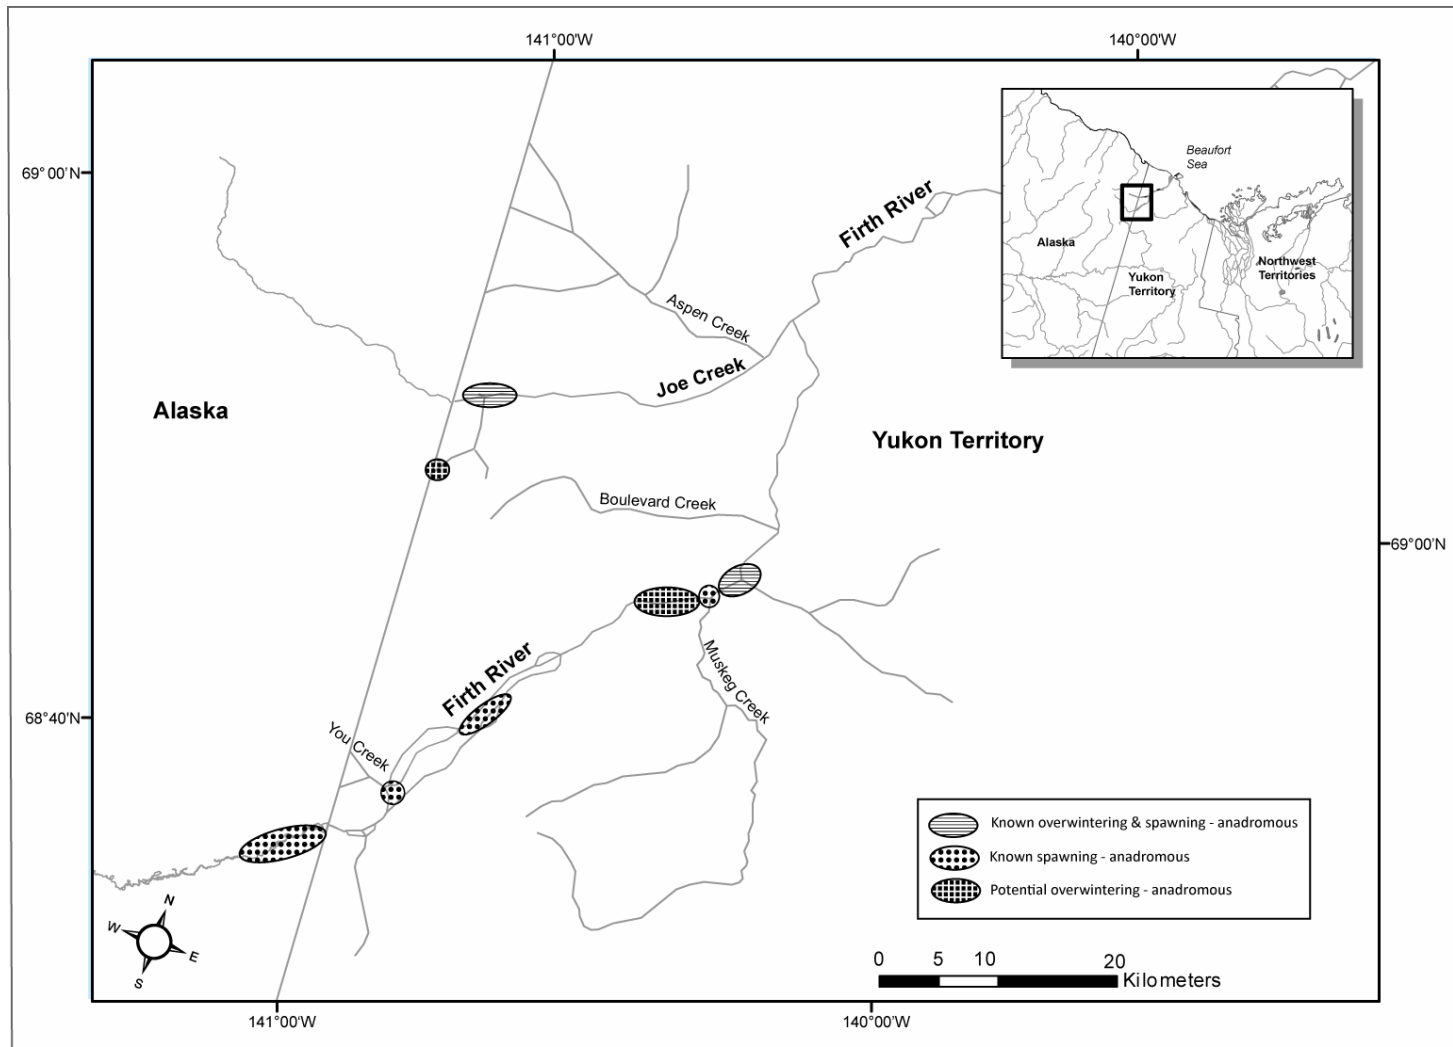 141°00'W
140°00'W
69°00'N
Beaufort
Sea
Alaska
Yukon
Territory
Northwest
Territories
Firth River
Aspen Creek
Joe Creek
Alaska
Yukon Territory
Boulevard Creek
69°00'N
Muskeg Creek
Firth River
68°40'N
You Creek
Known overwintering & spawning - anadromous
Known spawning - anadromous
Potential overwintering - anadromous
N
W
E
S
0 5 10 20
Kilometers
141°00'W
140°00'W